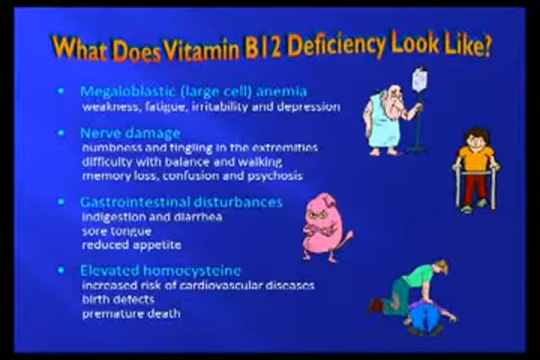 What Does Vitamin B12 Deficiency Look Like?
• Megaloblastic (large cell) anemia
weakness, fatigue, irritability and depression
• Nerve damage
numbness and tingling in the extremities
difficulty with balance and walking
memory loss, confusion and psychosis
• Gastrointestinal disturbances
indigestion and diarrhea
sore tongue
reduced appetite
• Elevated homocysteine
increased risk of cardiovascular diseases
birth defects
premature death